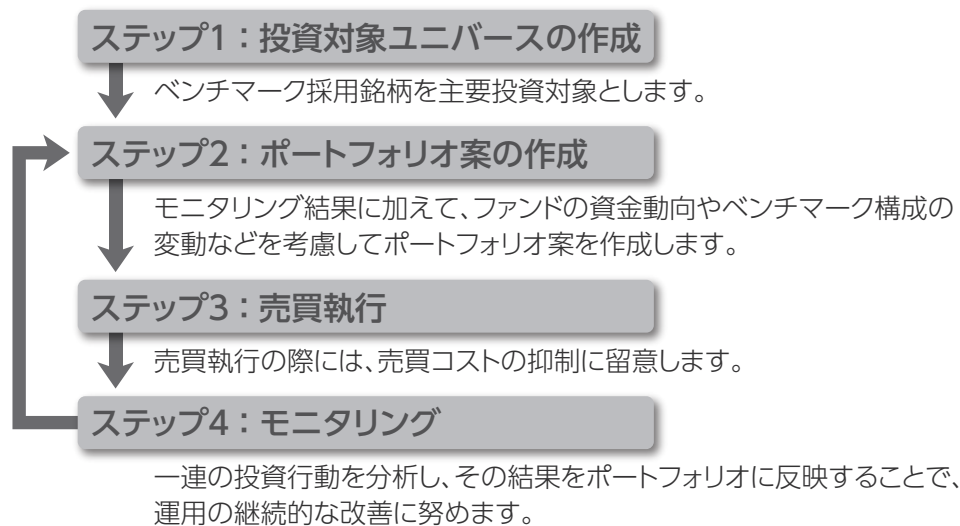 ステップ1：投資対象ユニバースの作成
ベンチマーク採用銘柄を主要投資対象とします。
ステップ2：ポートフォリオ案の作成
モニタリング結果に加えて、ファンドの資金動向やベンチマーク構成の
変動などを考慮してポートフォリオ案を作成します。
ステップ3：売買執行
売買執行の際には、売買コストの抑制に留意します。
ステップ4：モニタリング
一連の投資行動を分析し、その結果をポートフォリオに反映することで、
運用の継続的な改善に努めます。